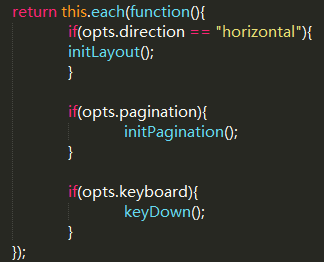 return this.each(function(){
if(opts.direction == "horizontal"){
initLayout();
}
if(opts.pagination){
initPagination();
}
if(opts.keyboard){
keyDown();
}
});